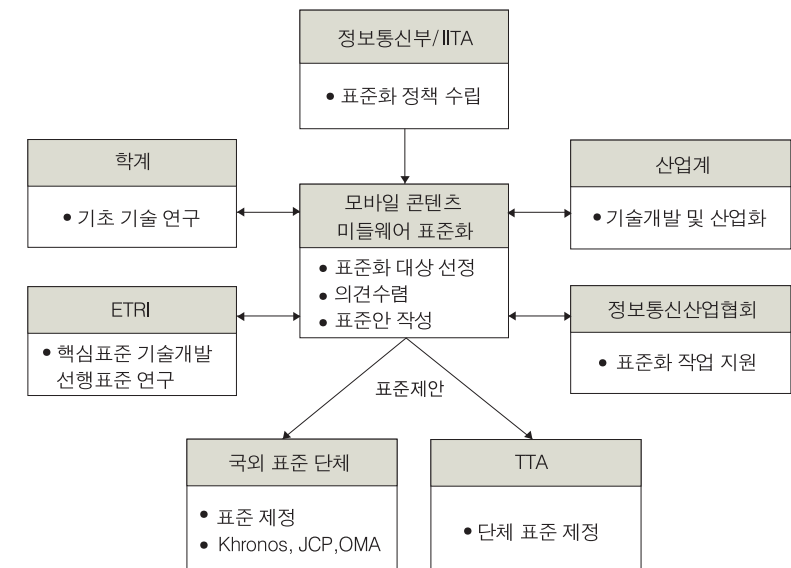 정보통신부/IITA
• 표준화 정책 수립
학계
• 기초 기술 연구
모바일 콘텐츠
미들웨어 표준화
• 표준화 대상 선정
• 의견수렴
• 표준안 작성
산업계
• 기술개발 및 산업화
ETRI
• 핵심표준 기술개발
선행표준 연구
정보통신산업협회
• 표준화 작업 지원
표준제안
국외 표준 단체
• 표준 제정
• Khronos, JCP,OMA
TTA
• 단체 표준 제정